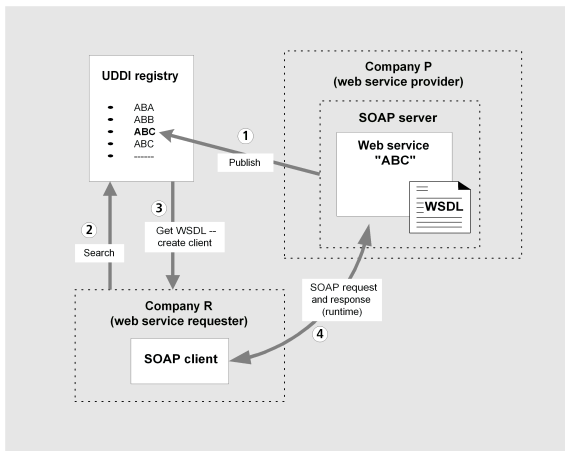 UDDI registry
• ABA
• ABB
• ABC
• ABC
• ------
Company P
(web service provider)
SOAP server
Web service
"ABC"
WSDL
1
Publish
2
Search
3
Get WSDL --
create client
SOAP request
and response
(runtime)
4
Company R
(web service requester)
SOAP client